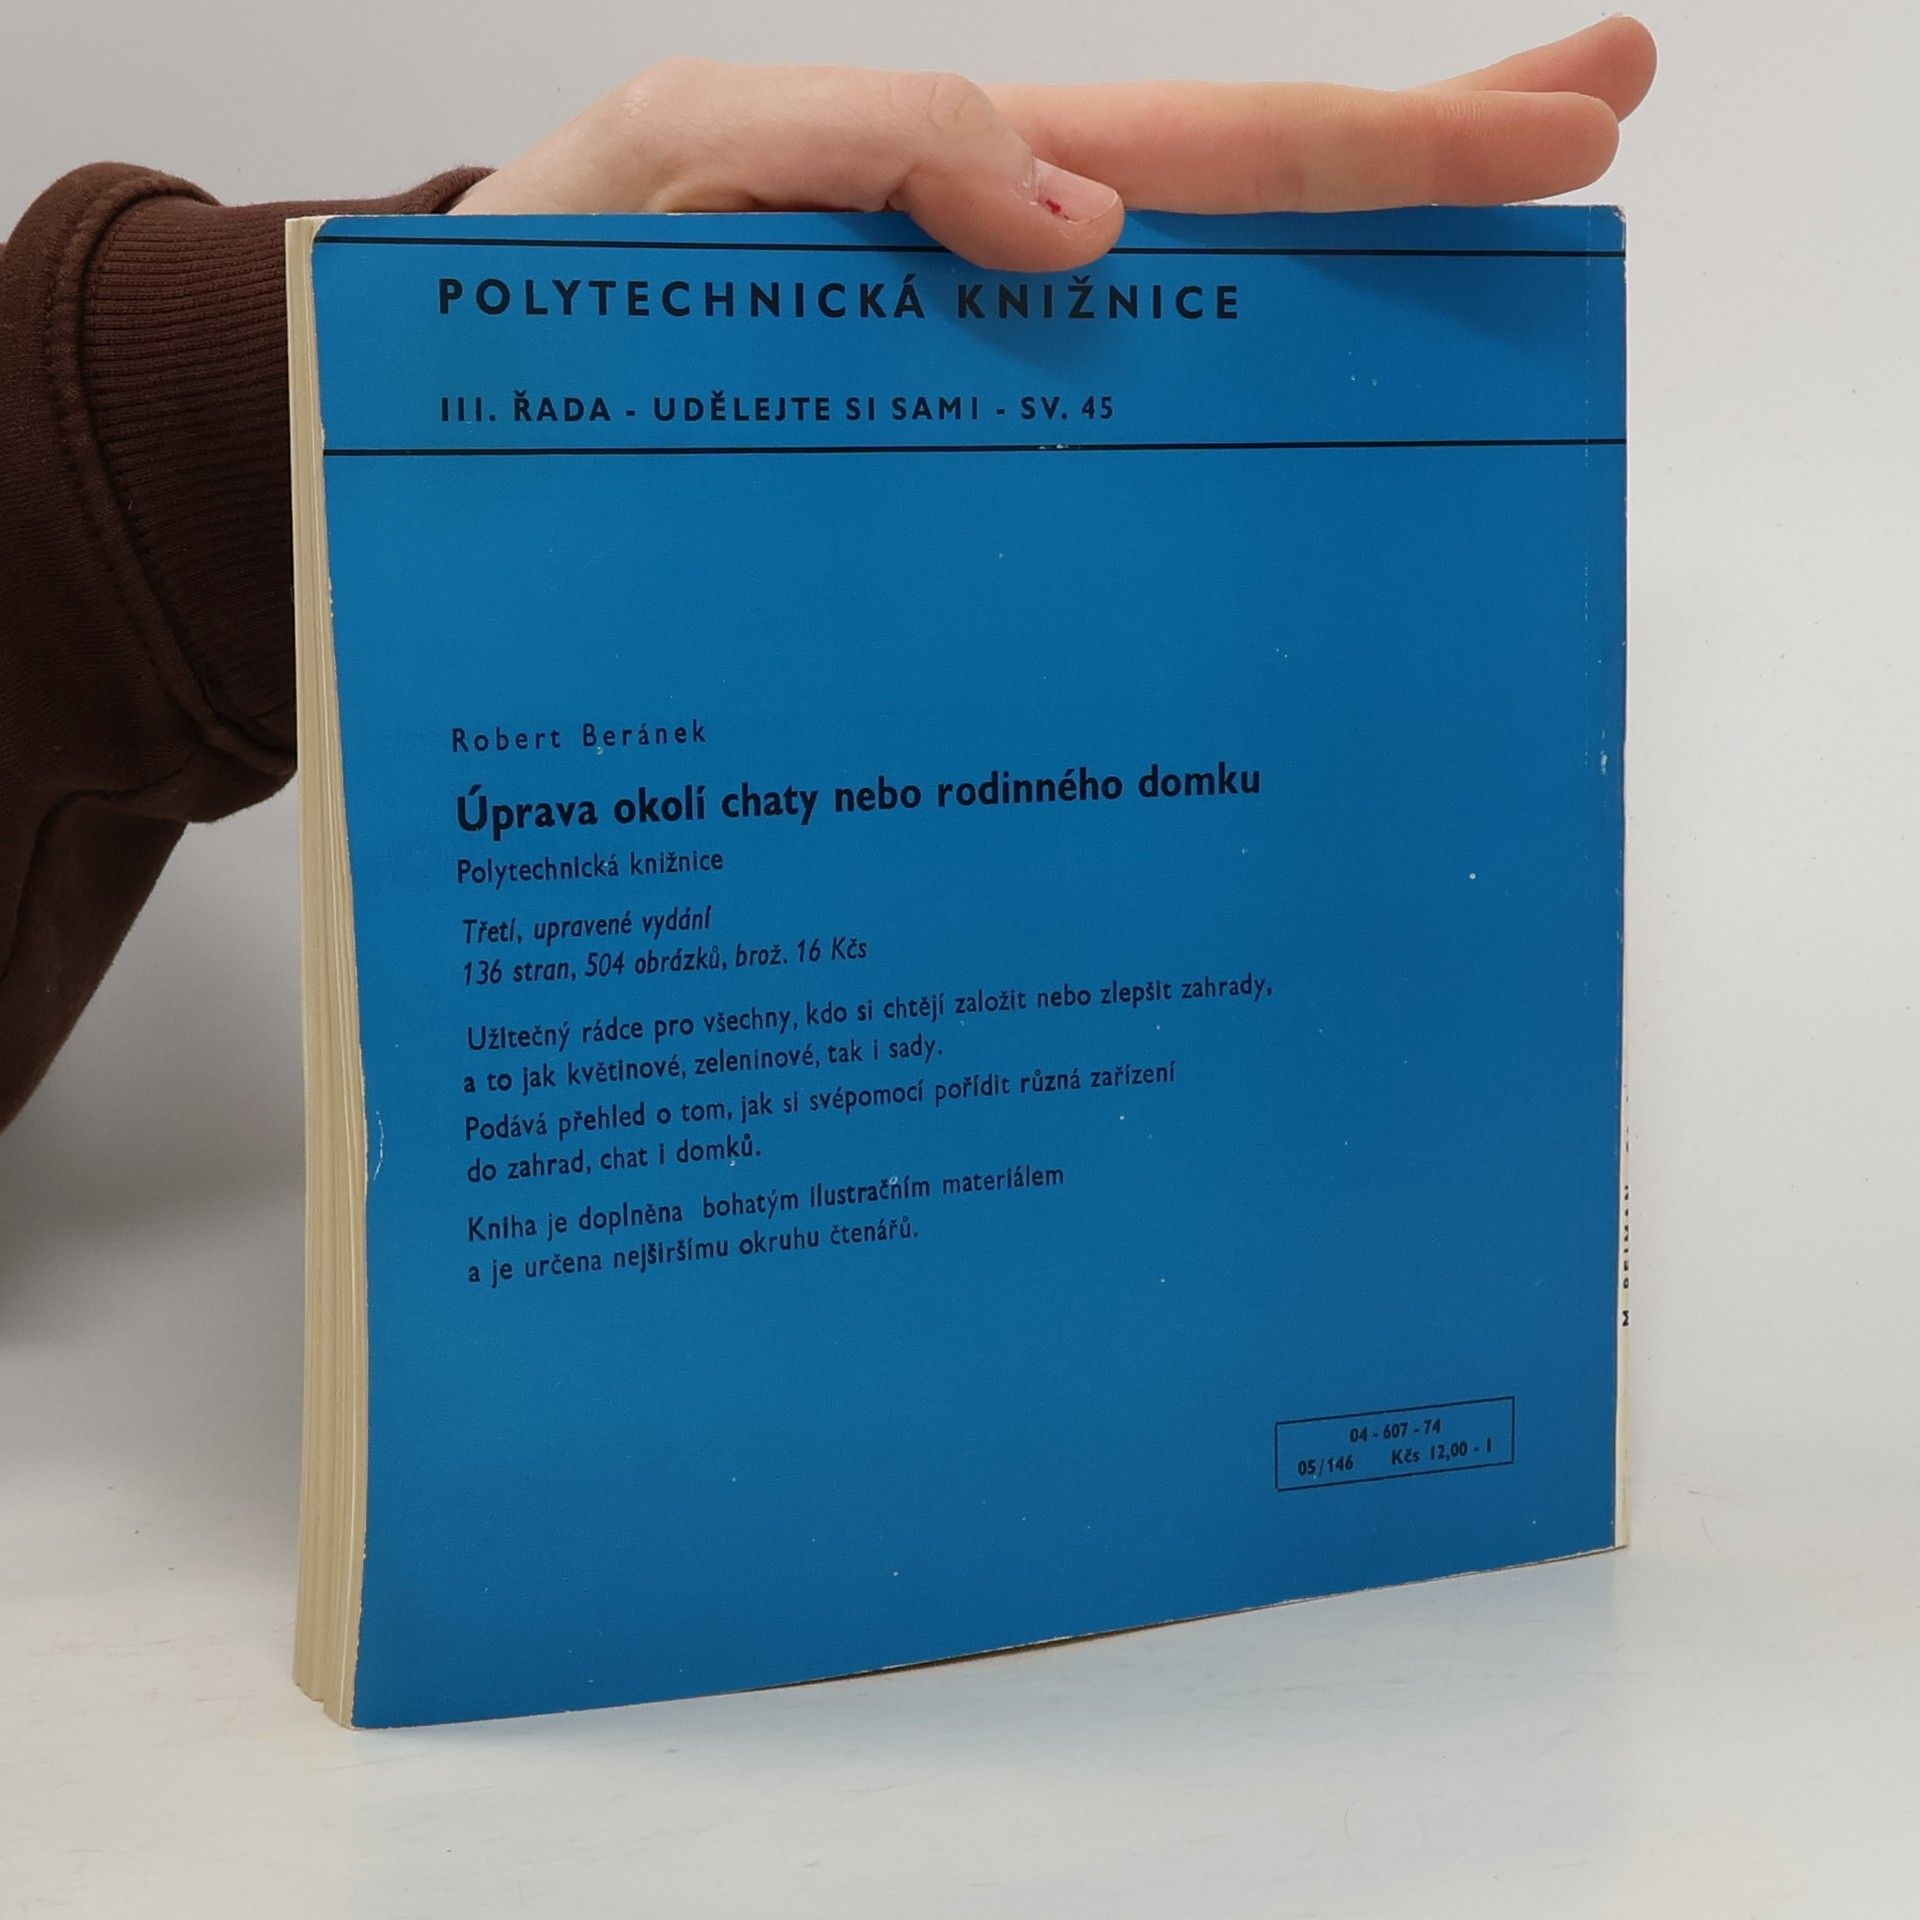 POLYTECHNICKÁ KNIŽNICE
III. ŘADA - UDĚLEJTE SI SAMI - SV. 45
Robert Beránek
Úprava okolí chaty nebo rodinného domku
Polytechnická knižnice
Třetí, upravené vydání
136 stran, 504 obrázků, brož. 16 Kčs
Užitečný rádce pro všechny, kdo si chtějí založit nebo zlepšit zahrady,
a to jak květinové, zeleninové, tak i sady.
Podává přehled o tom, jak si svépomocí pořídit různá zařízení
do zahrad, chat i domků.
Kniha je doplněna bohatým ilustračním materiálem
a je určena nejširšímu okruhu čtenářů.
04 - 607 - 74
05/146 Kčs 12,00 - I